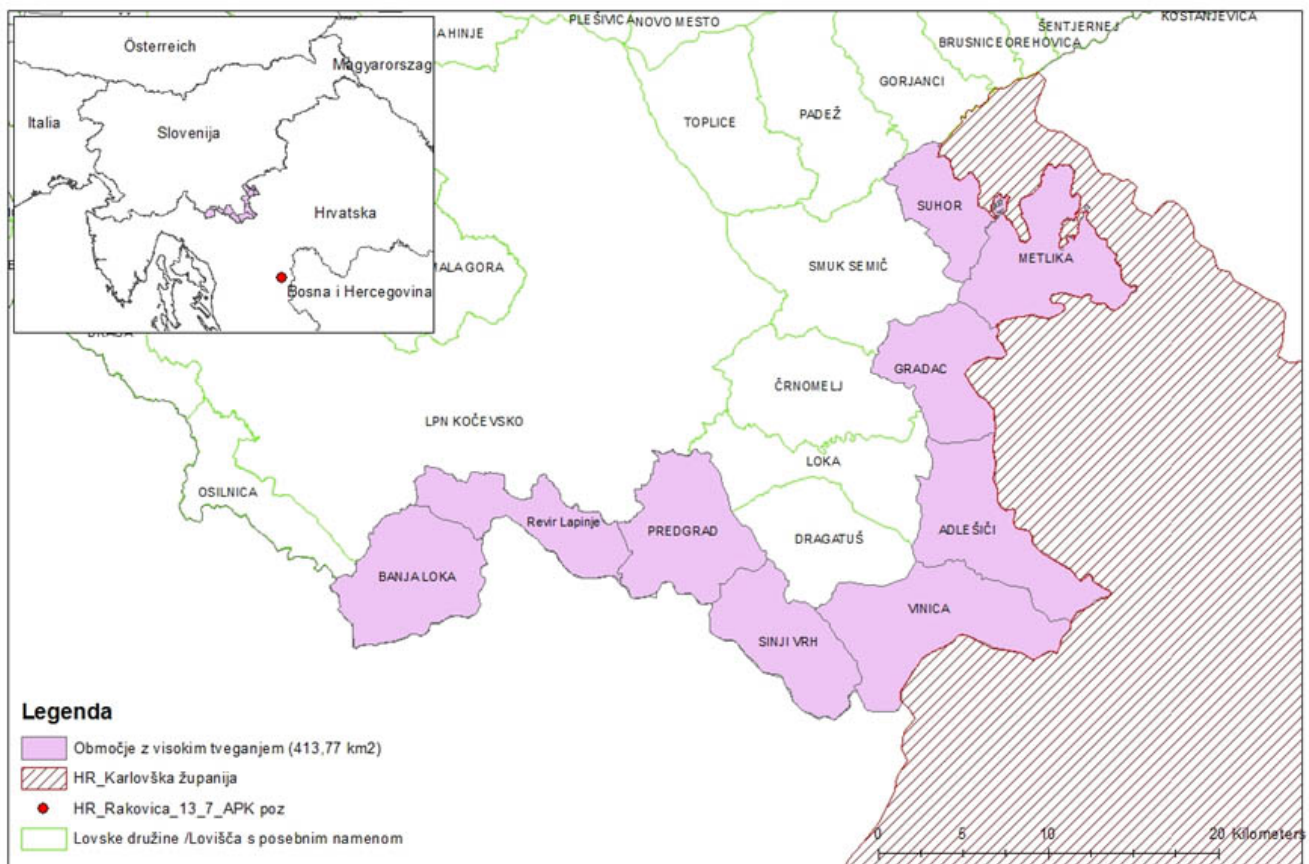 PLEŠIVICA
NOVO MESTO
KOSTANJEVICA
ŠENTJERNEJ
BRUSNICE
OREHOVICA
AHINJE
GORJANCI
Österreich
Magyarország
Italia
Slovenija
Hrvatska
Bosna i Hercegovina
TOPLICE
PADEŽ
SUHOR
METLIKA
MALA GORA
SMUK SEMIČ
GRADAC
ČRNOMELJ
LPN KOČEVSKO
LOKA
OSILNICA
Revir Lapinje
PREDGRAD
DRAGATUŠ
ADLEŠIČI
BANJA LOKA
VINICA
SINJI VRH
Legenda
Območje z visokim tveganjem (413,77 km2)
HR_Karlovška županija
HR_Rakovica_13_7_APK poz
Lovske družine /Lovišča s posebnim namenom
0 5 10 20 Kilometers